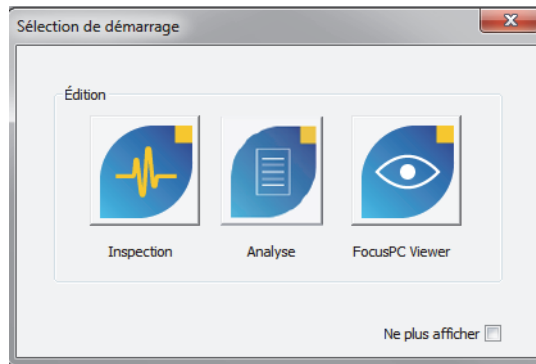 Sélection de démarrage
Édition
Inspection
Analyse
FocusPC Viewer
Ne plus afficher